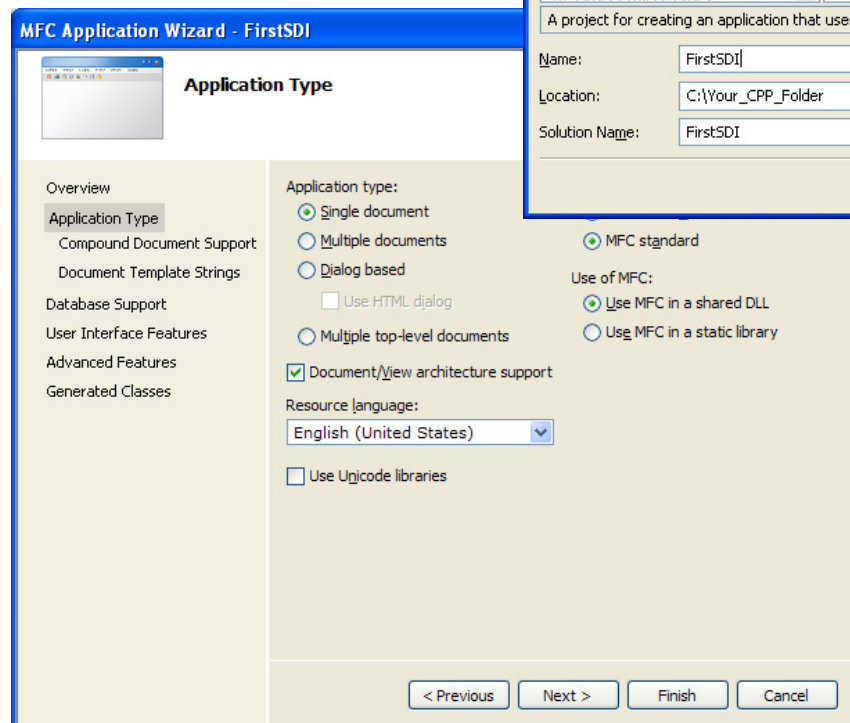 MFC Application Wizard - FirstSDI
Application Type
A project for creating an application that use
Name:
FirstSDI
Location:
C:\Your_CPP_Folder
Solution Name:
FirstSDI
Overview
Application Type
Compound Document Support
Document Template Strings
Database Support
User Interface Features
Advanced Features
Generated Classes
Application type:
Single document
Multiple documents
Dialog based
Use HTML dialog
Multiple top-level documents
Document/View architecture support
Resource language:
English (United States)
Use Unicode libraries
MFC standard
Use of MFC:
Use MFC in a shared DLL
Use MFC in a static library
< Previous
Next >
Finish
Cancel